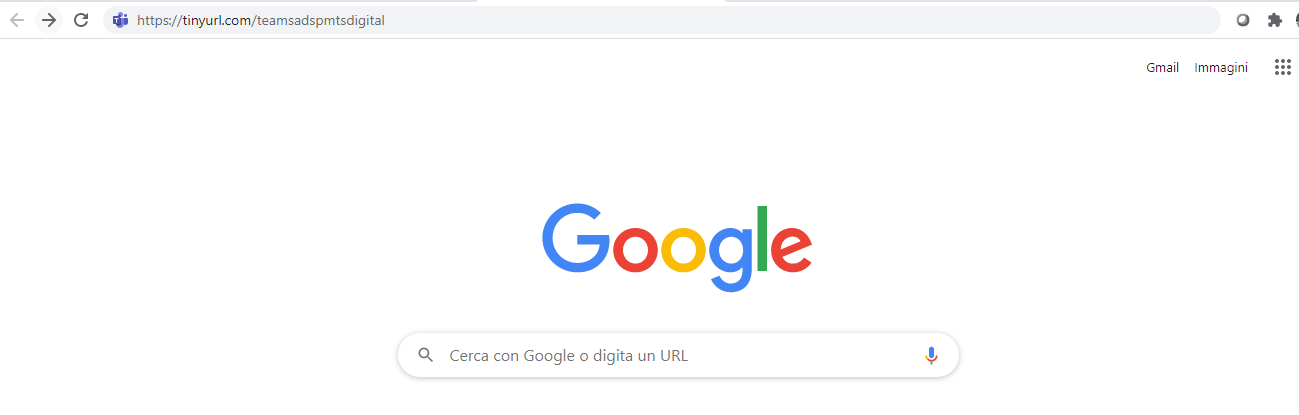 https://tinyurl.com/teamsadspmtsdigital
Gmail Immagini
Google
Cerca con Google o digita un URL